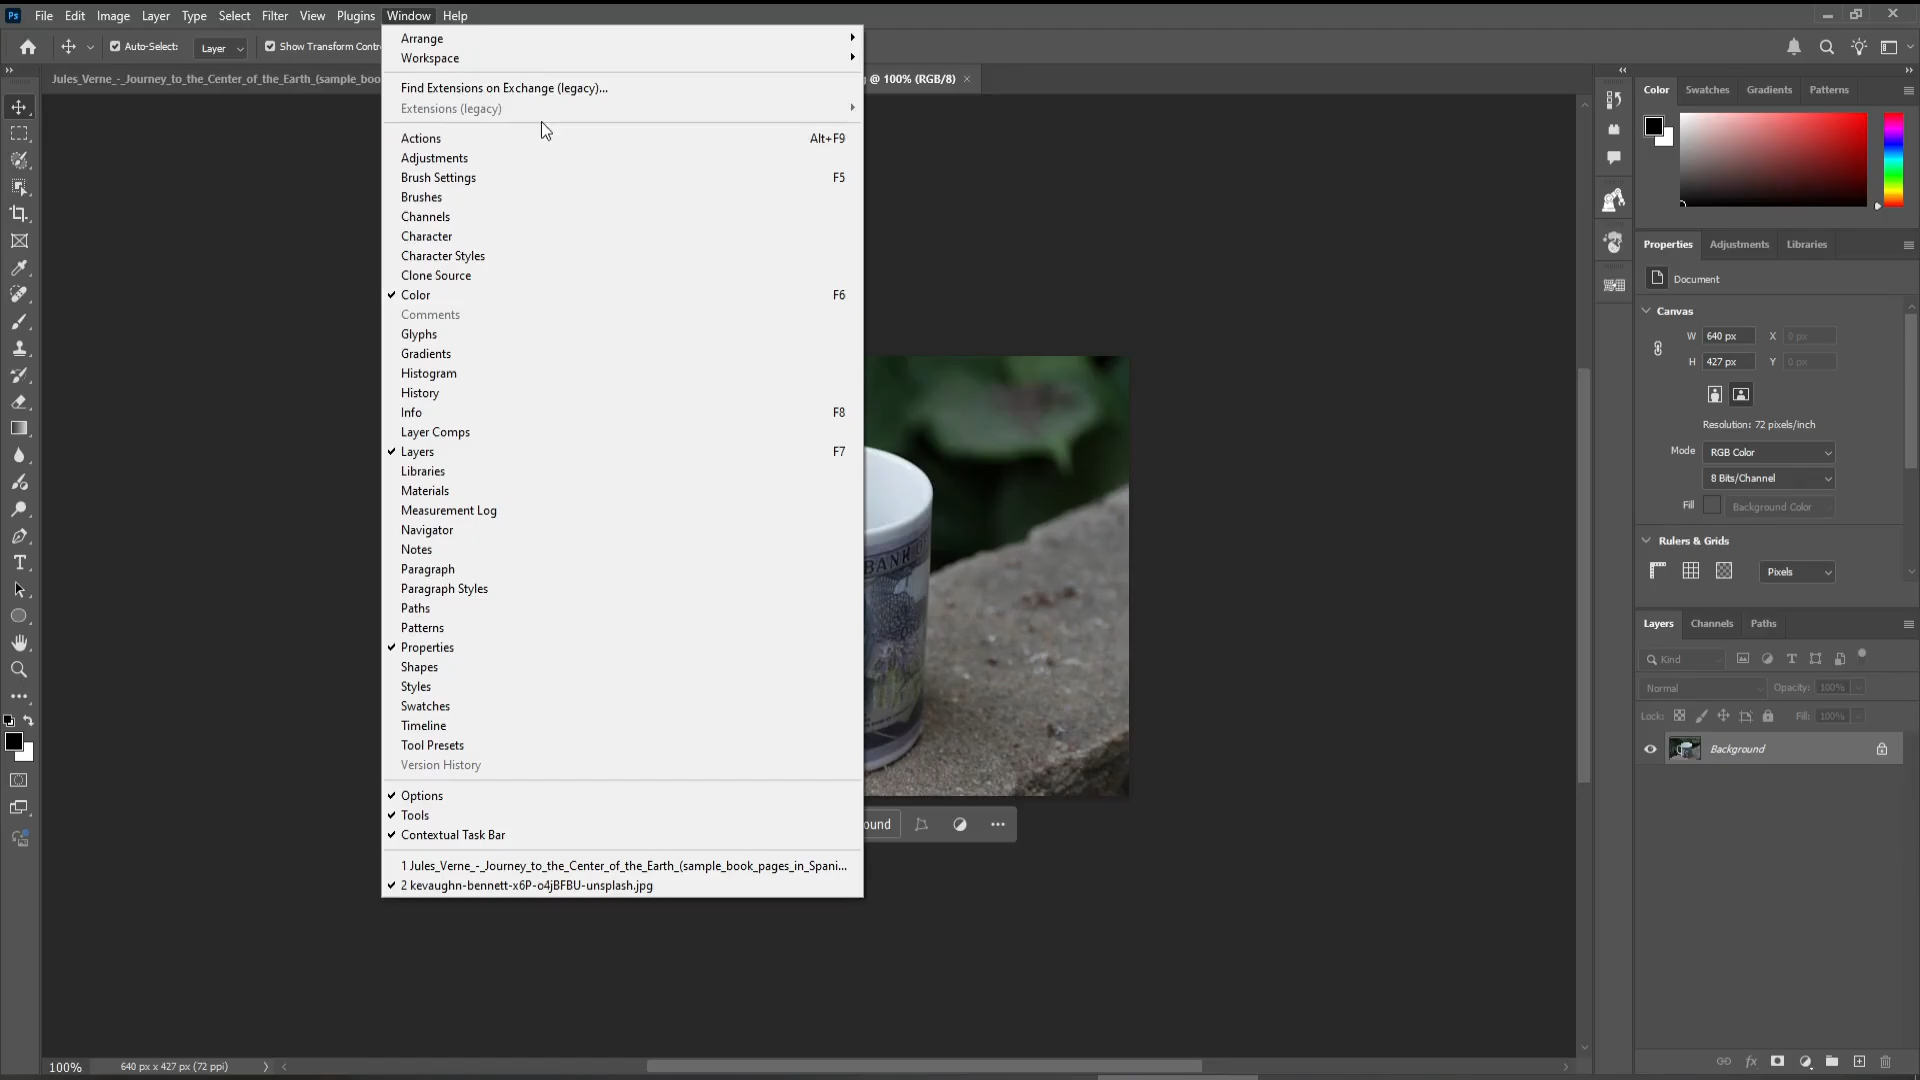 Ps File Edit Image Layer Type Select Filter View Plugins Window Help
Auto-Select: Layer Show Transform Contr
Jules_Verne_-_Journey_to_the_Center_of_the_Earth_(sample_boo
@ 100% (RGB/8) ×
Arrange
Workspace
Find Extensions on Exchange (legacy)...
Extensions (legacy)
Actions Alt+F9
Adjustments
Brush Settings F5
Brushes
Channels
Character
Character Styles
Clone Source
Color F6
Comments
Glyphs
Gradients
Histogram
History
Info F8
Layer Comps
Layers F7
Libraries
Materials
Measurement Log
Navigator
Notes
Paragraph
Paragraph Styles
Paths
Patterns
Properties
Shapes
Styles
Swatches
Timeline
Tool Presets
Version History
Options
Tools
Contextual Task Bar
1 Jules_Verne_-_Journey_to_the_Center_of_the_Earth_(sample_book_pages_in_Spani...
2 kevaughn-bennett-x6P-o4jBFBU-unsplash.jpg
BANK
ound
Color Swatches Gradients Patterns
Properties Adjustments Libraries
Document
Canvas
W 640 px X 0 px
H 427 px Y 0 px
Resolution: 72 pixels/inch
Mode RGB Color
8 Bits/Channel
Fill Background Color
Rulers & Grids
Pixels
Layers Channels Paths
Kind
Normal Opacity: 100%
Lock: Fill: 100%
Background
100% 640 px x 427 px (72 ppi)